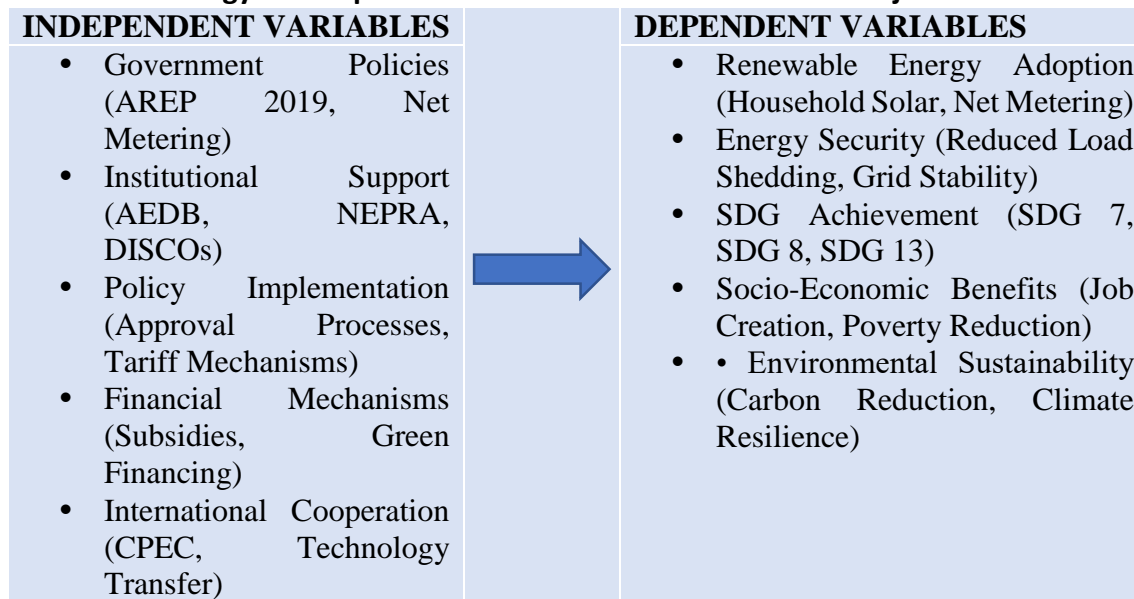 INDEPENDENT VARIABLES
• Government Policies
(AREP 2019, Net
Metering)
• Institutional Support
(AEDB, NEPRA,
DISCOs)
• Policy Implementation
(Approval Processes,
Tariff Mechanisms)
• Financial Mechanisms
(Subsidies, Green
Financing)
• International Cooperation
(CPEC, Technology
Transfer)
DEPENDENT VARIABLES
• Renewable Energy Adoption
(Household Solar, Net Metering)
• Energy Security (Reduced Load
Shedding, Grid Stability)
• SDG Achievement (SDG 7,
SDG 8, SDG 13)
• Socio-Economic Benefits (Job
Creation, Poverty Reduction)
• • Environmental Sustainability
(Carbon Reduction, Climate
Resilience)